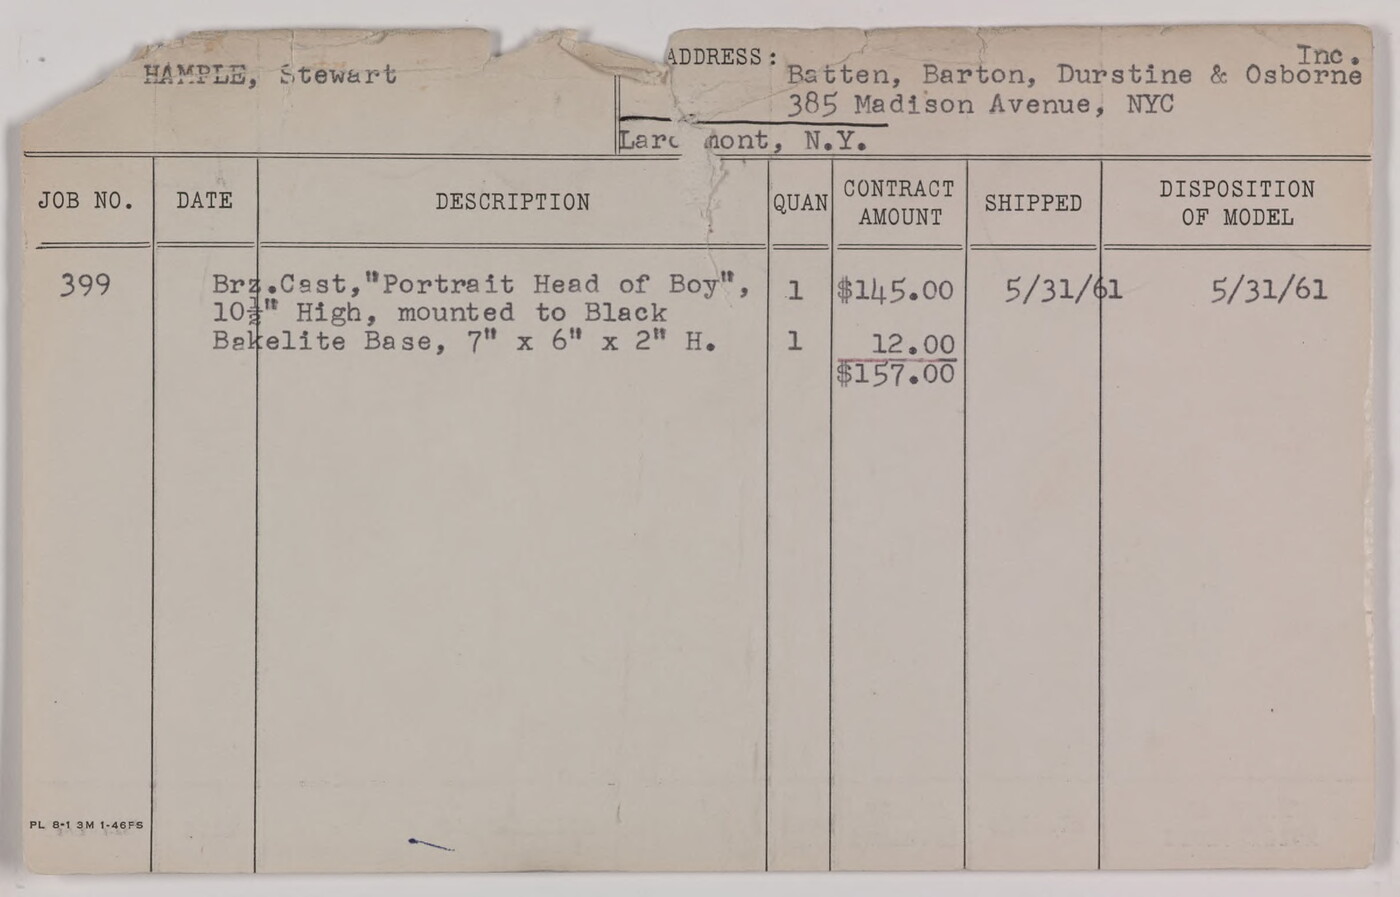 HAMPLE, Stewart
ADDRESS:
Inc.
Batten, Barton, Durstine & Osborne
385 Madison Avenue, NYC
Larc mont, N.Y.
JOB NO. DATE DESCRIPTION QUAN CONTRACT AMOUNT SHIPPED DISPOSITION OF MODEL
399 Brz.Cast,"Portrait Head of Boy", 1 $145.00 5/31/61 5/31/61
10½" High, mounted to Black
Bakelite Base, 7" x 6" x 2" H. 1 12.00
$157.00
PL 8-1 3M 1-46FS